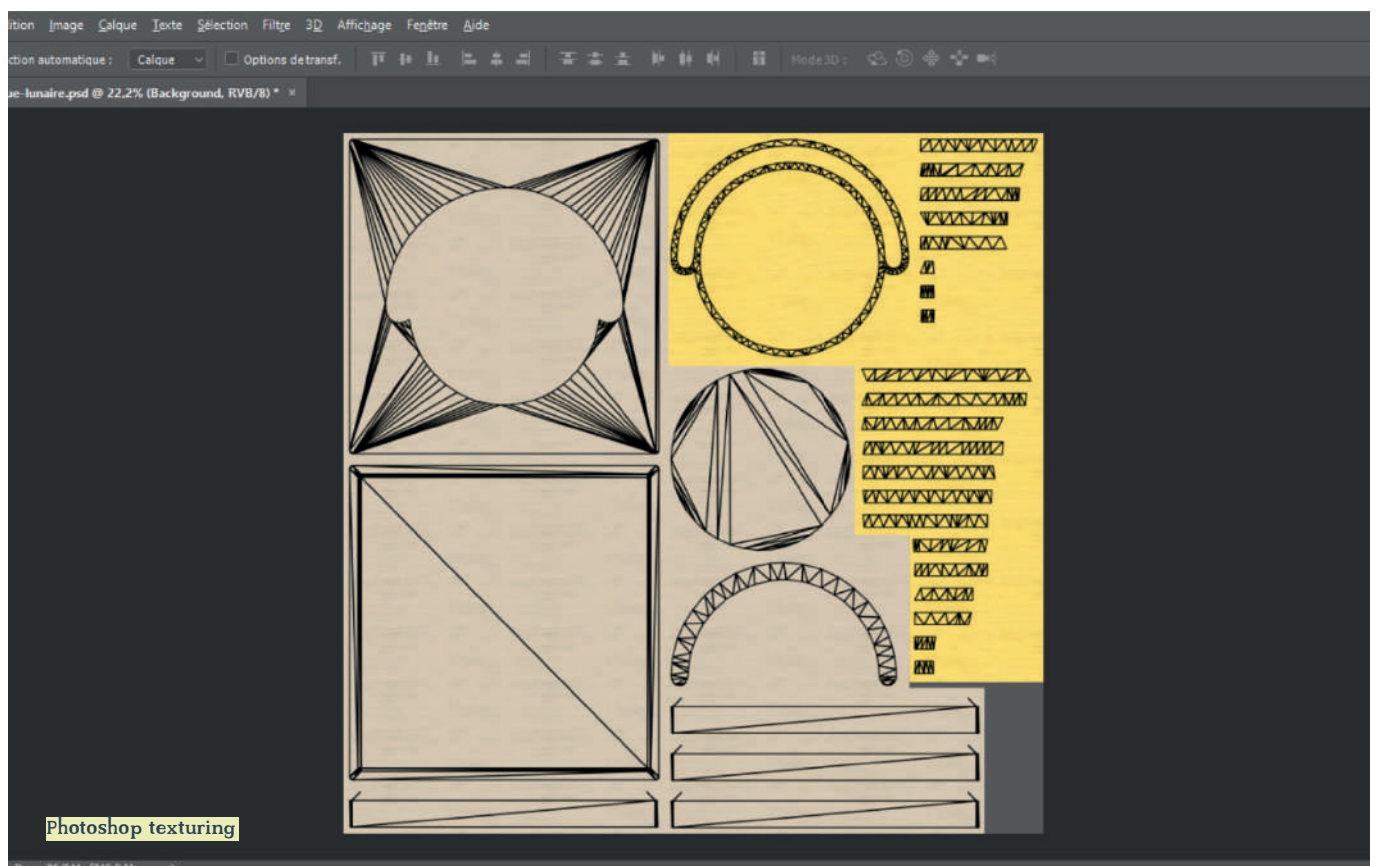 ition Image Calque Texte Sélection Filtre 3D Affichage Fenêtre Aide
ction automatique : Calque Options de transf. Mode 3D :
ue-lunaire.psd @ 22,2% (Background, RVB/8) * ×
Photoshop texturing